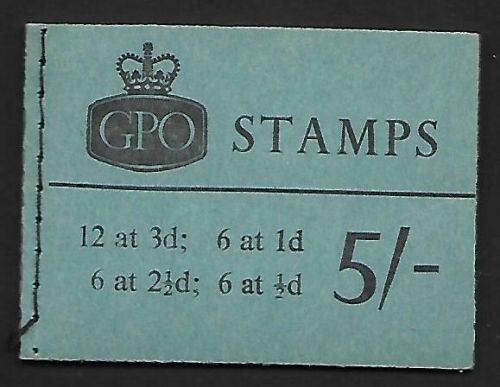 GPO
STAMPS
12 at 3d; 6 at 1d
6 at 2½d; 6 at ½d
5/-